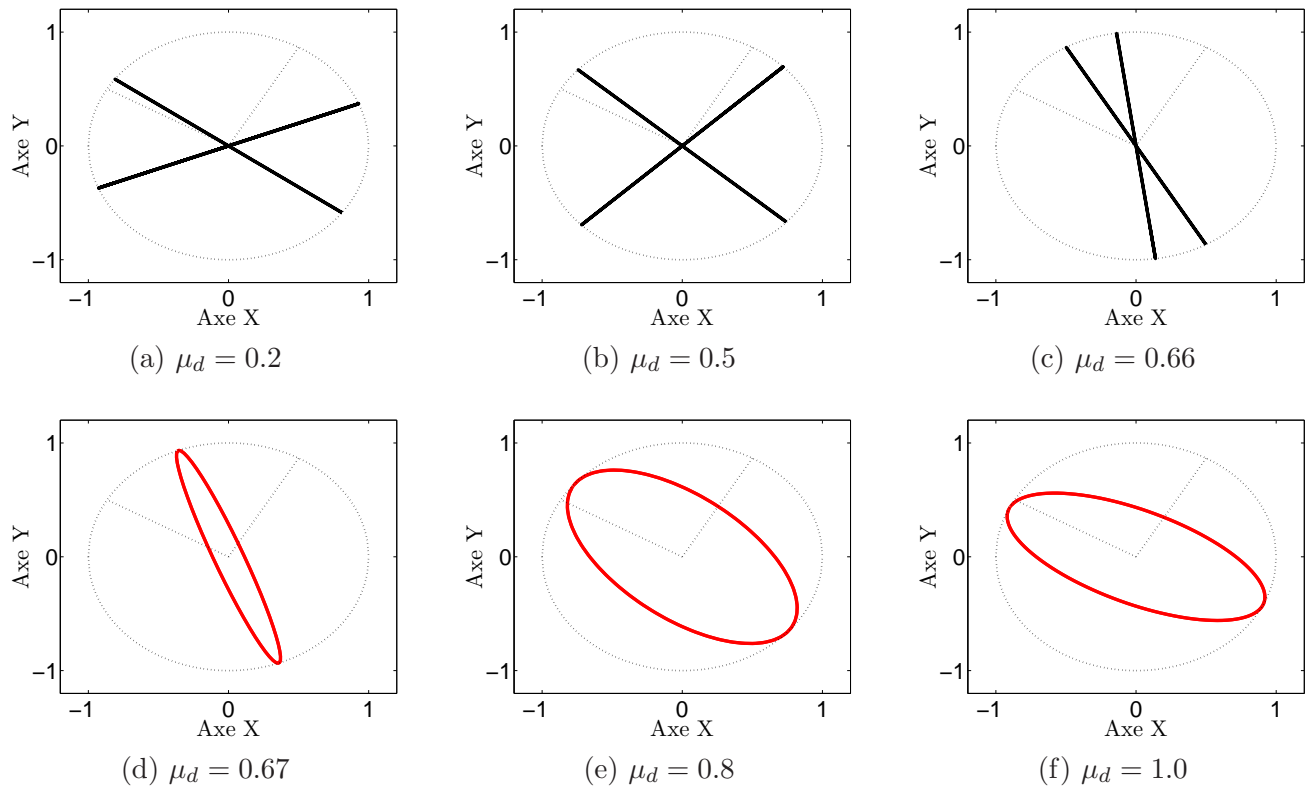 1
0
−1
Axe Y
−1 0 1
Axe X
(a) μd = 0.2
1
0
−1
Axe Y
−1 0 1
Axe X
(b) μd = 0.5
1
0
−1
Axe Y
−1 0 1
Axe X
(c) μd = 0.66
1
0
−1
Axe Y
−1 0 1
Axe X
(d) μd = 0.67
1
0
−1
Axe Y
−1 0 1
Axe X
(e) μd = 0.8
1
0
−1
Axe Y
−1 0 1
Axe X
(f) μd = 1.0